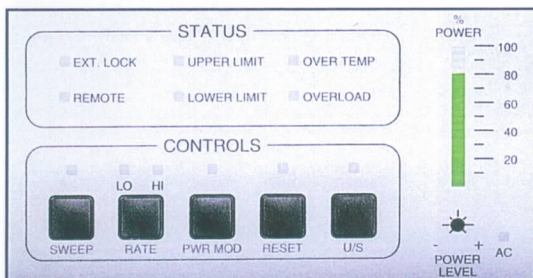 STATUS
EXT. LOCK UPPER LIMIT OVER TEMP
REMOTE LOWER LIMIT OVERLOAD
CONTROLS
LO HI
SWEEP RATE PWR MOD RESET U/S
%
POWER
100
80
60
40
20
- +
POWER
LEVEL
AC